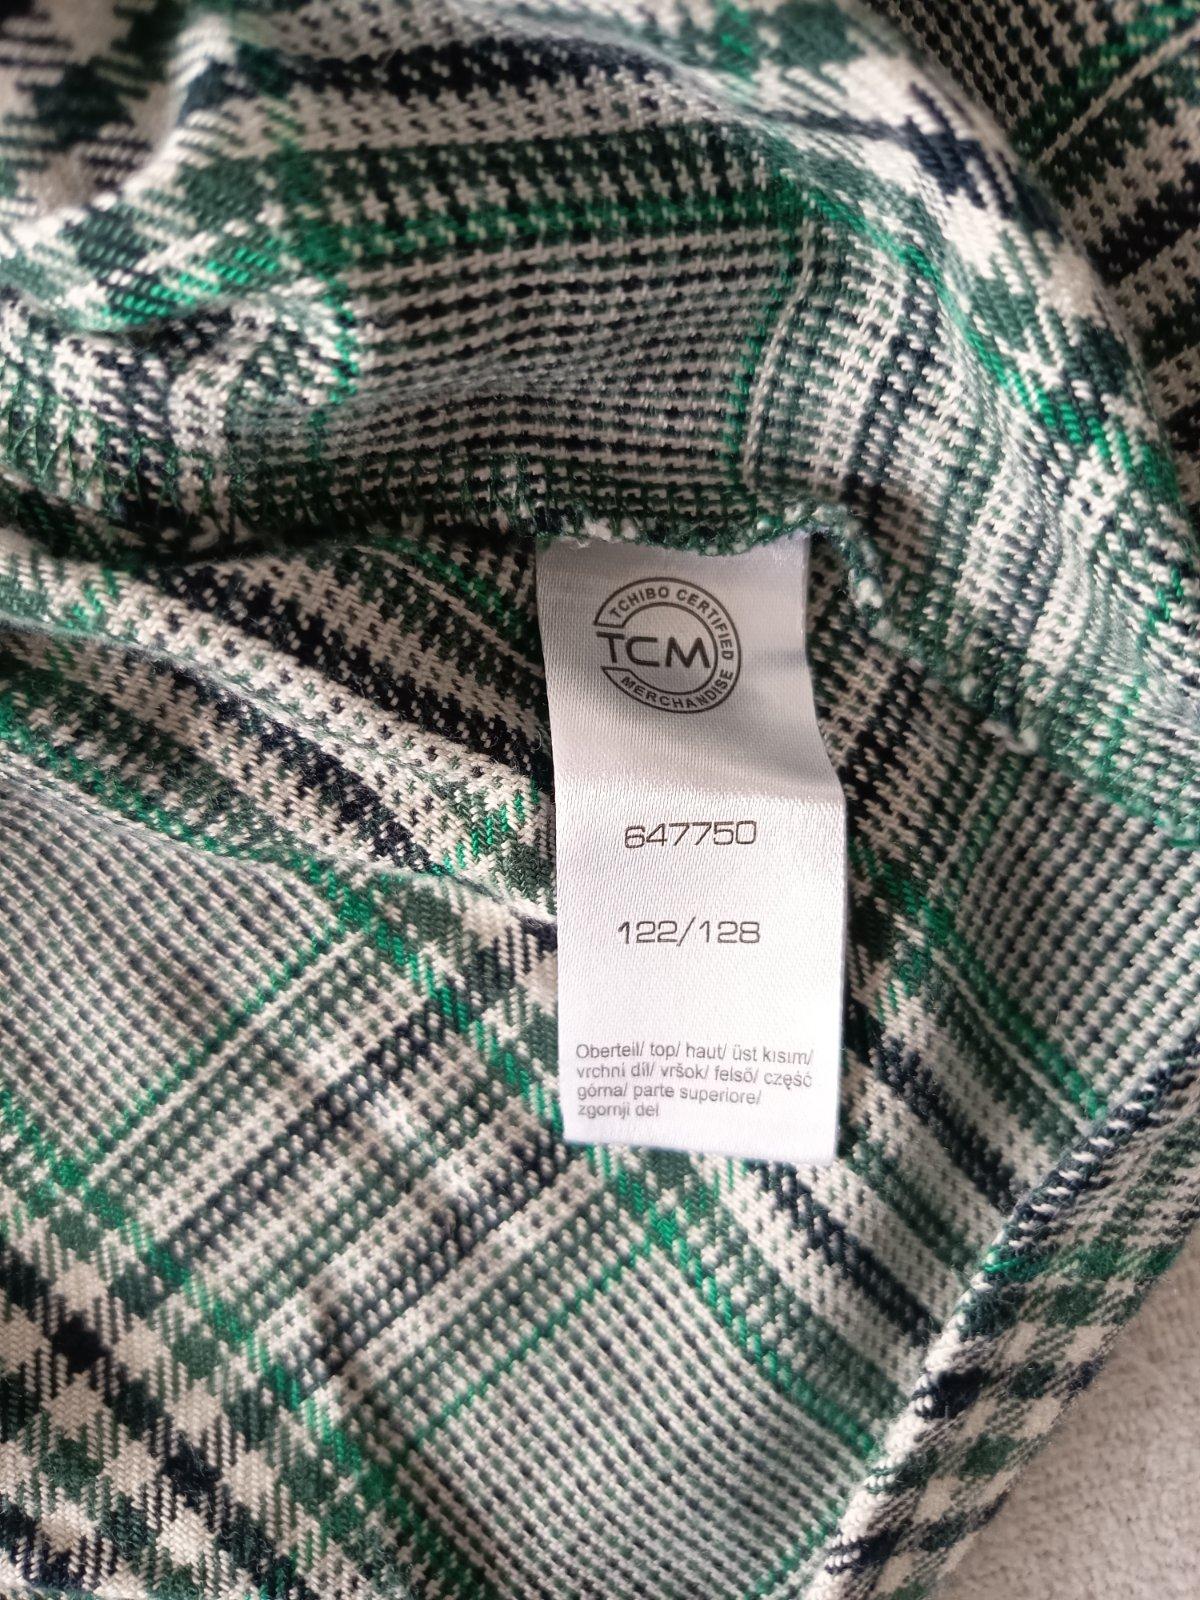 TCHIBO CERTIFIED
TCM
MERCHANDISE
647750
122/128
Oberteil/ top/ haut/ üst kısım/
vrchní díl/ vršok/ felső/ część
górna/ parte superiore/
zgornji del